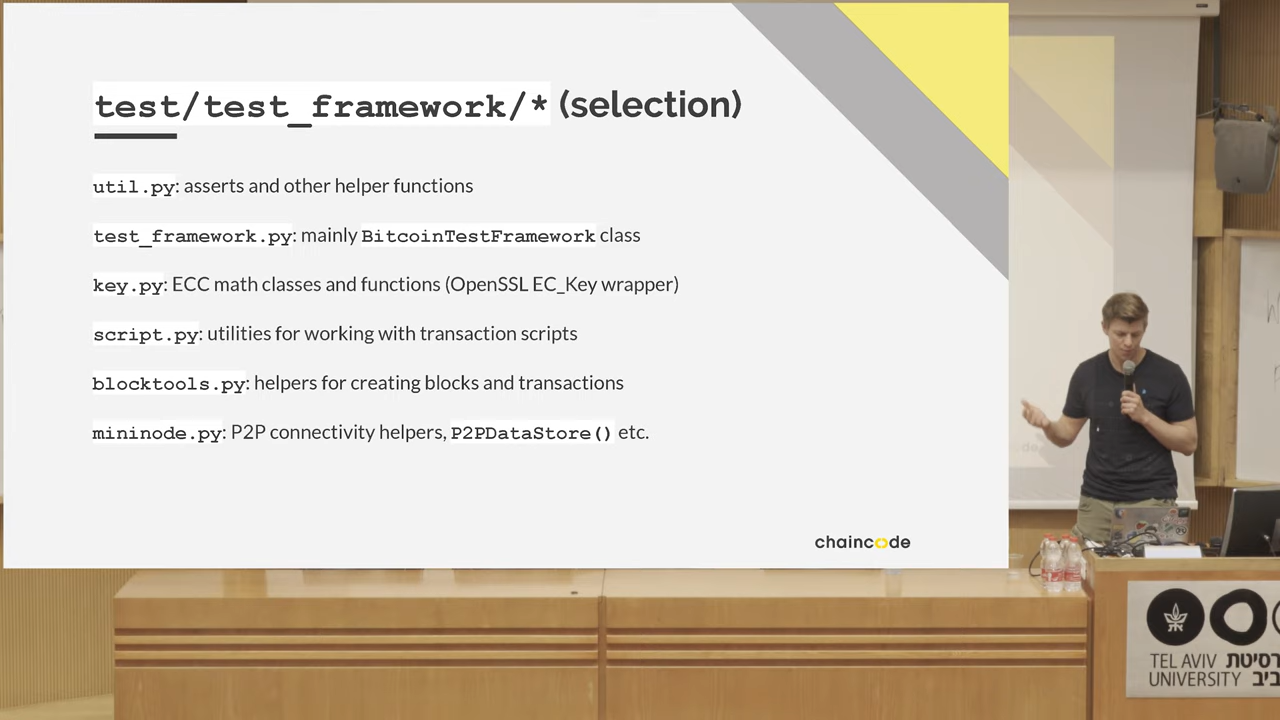 test/test_framework/* (selection)
util.py: asserts and other helper functions
test_framework.py: mainly BitcoinTestFramework class
key.py: ECC math classes and functions (OpenSSL EC_Key wrapper)
script.py: utilities for working with transaction scripts
blocktools.py: helpers for creating blocks and transactions
mininode.py: P2P connectivity helpers, P2PDataStore() etc.
chaincode
TEL AVIV
UNIVERSITY